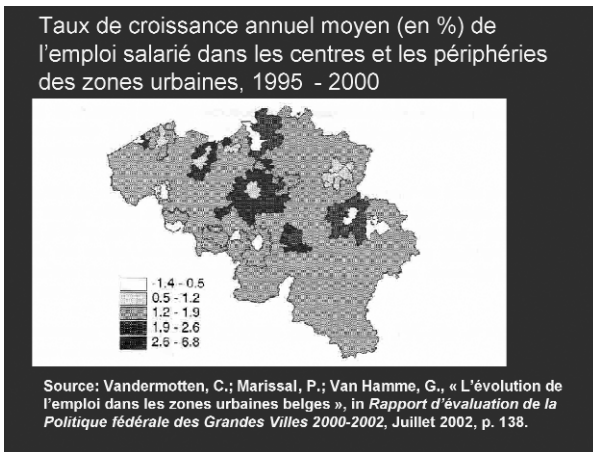 Taux de croissance annuel moyen (en %) de
l'emploi salarié dans les centres et les périphéries
des zones urbaines, 1995 - 2000
-1,4 - 0,5
0,5 - 1,2
1,2 - 1,9
1,9 - 2,6
2,6 - 6,8
Source: Vandermotten, C.; Marissal, P.; Van Hamme, G., « L'évolution de
l'emploi dans les zones urbaines belges », in Rapport d'évaluation de la
Politique fédérale des Grandes Villes 2000-2002, Juillet 2002, p. 138.